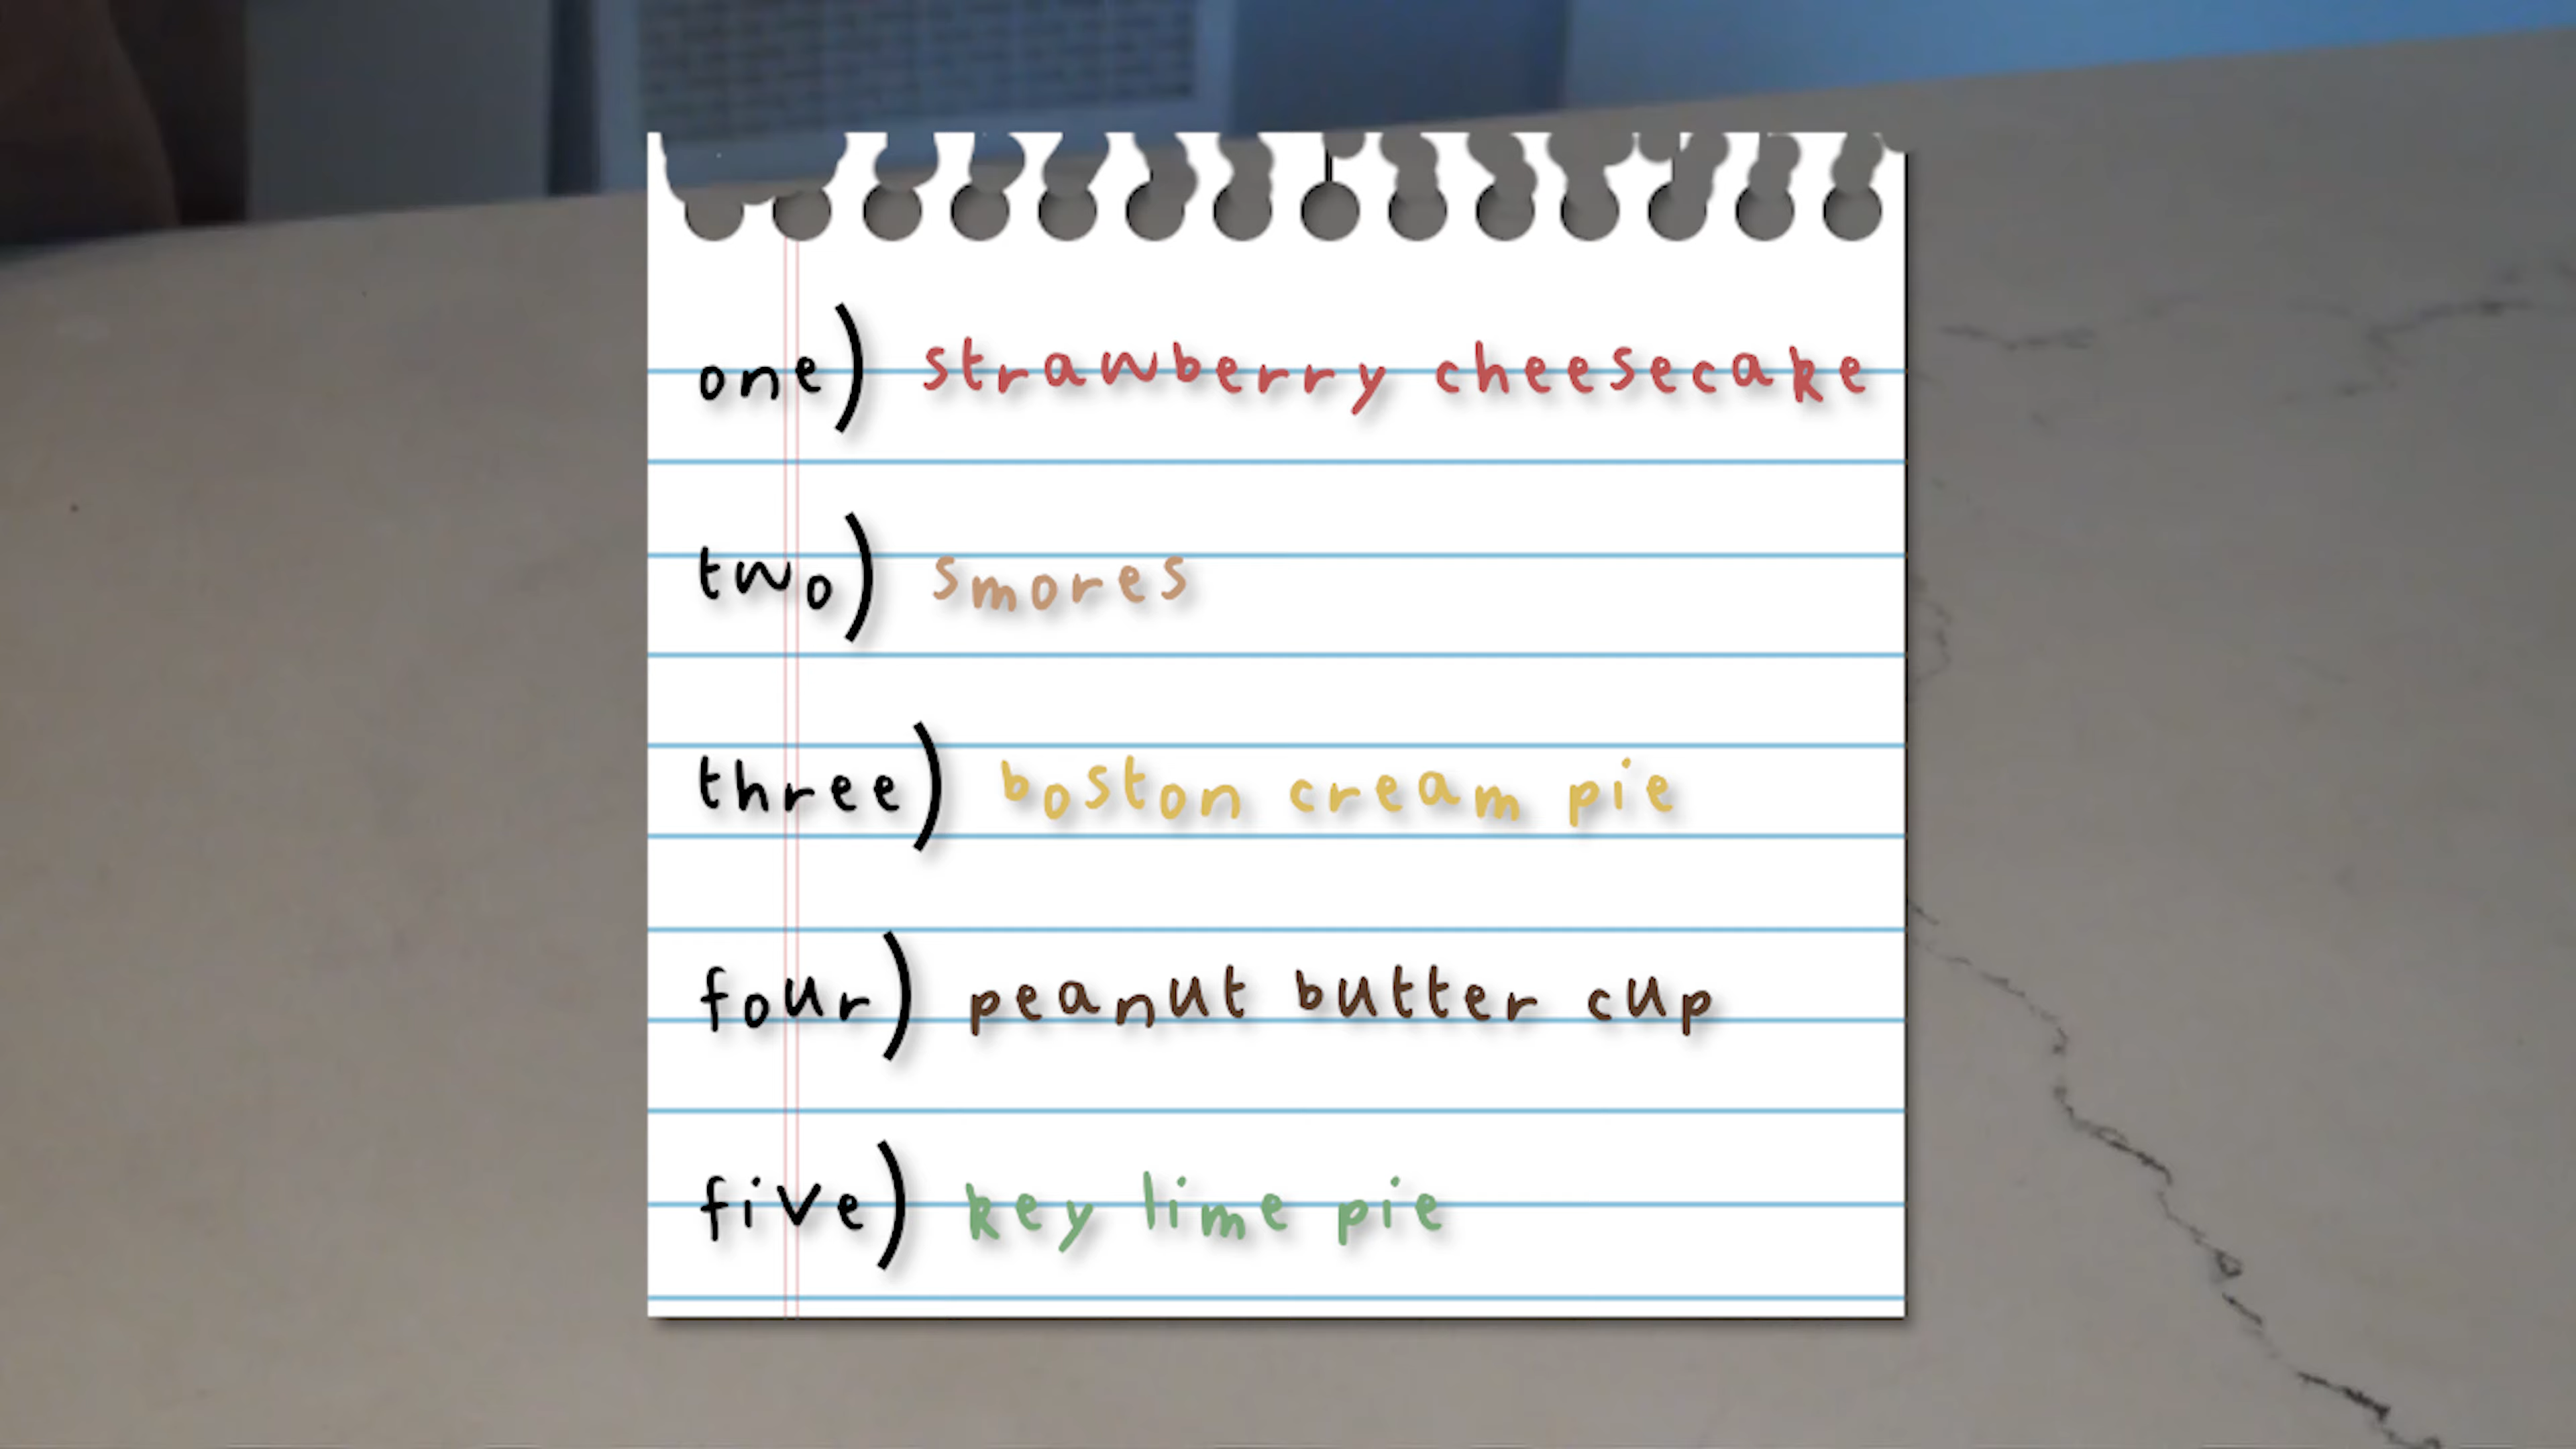 one) strawberry cheesecake
two) smores
three) boston cream pie
four) peanut butter cup
five) key lime pie